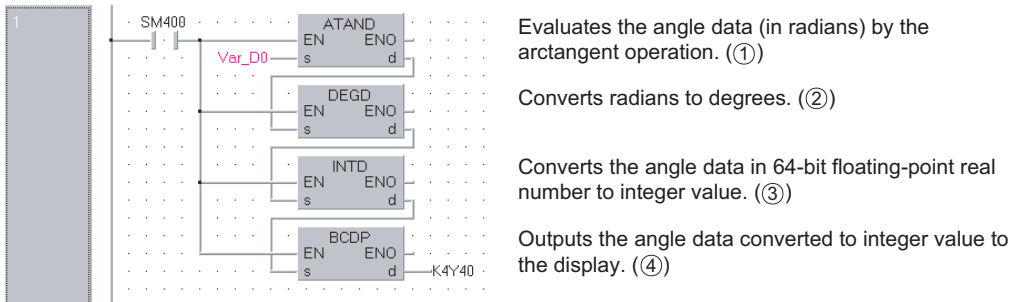 1
SM400
ATAND
EN ENO
Var_D0 s d
DEGD
EN ENO
s d
INTD
EN ENO
s d
BCDP
EN ENO
s d K4Y40
Evaluates the angle data (in radians) by the
arctangent operation. (①)
Converts radians to degrees. (②)
Converts the angle data in 64-bit floating-point real
number to integer value. (③)
Outputs the angle data converted to integer value to
the display. (④)